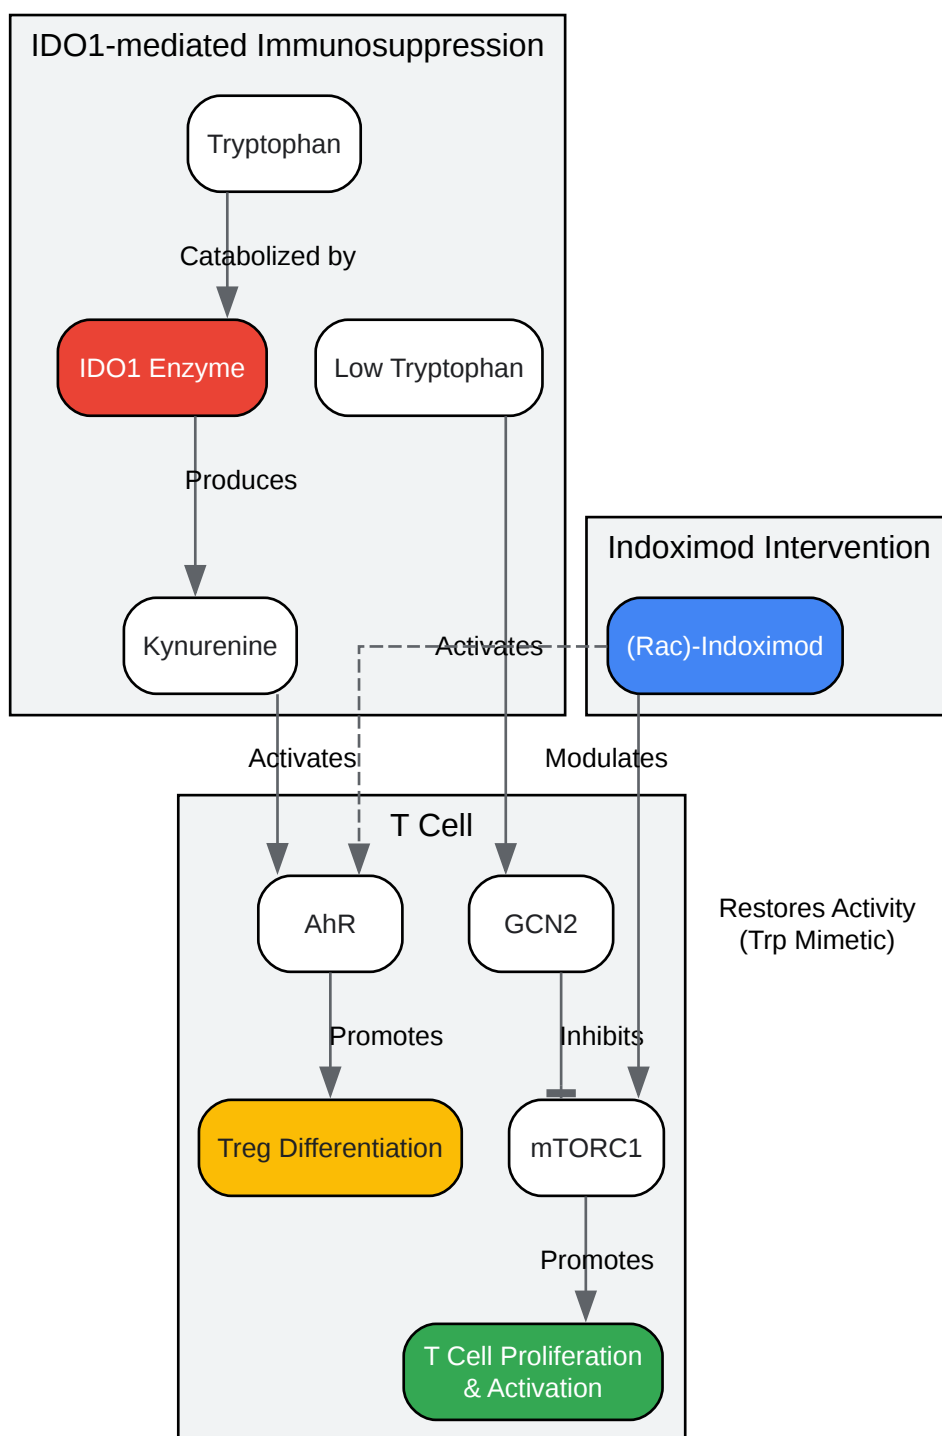 IDO1-mediated Immunosuppression
Tryptophan
Catabolized by
IDO1 Enzyme
Low Tryptophan
Produces
Indoximod Intervention
Kynurenine
Activates
(Rac)-Indoximod
Activates
Modulates
T Cell
AhR
GCN2
Restores Activity
(Trp Mimetic)
Promotes
Inhibits
Treg Differentiation
mTORC1
Promotes
T Cell Proliferation
& Activation